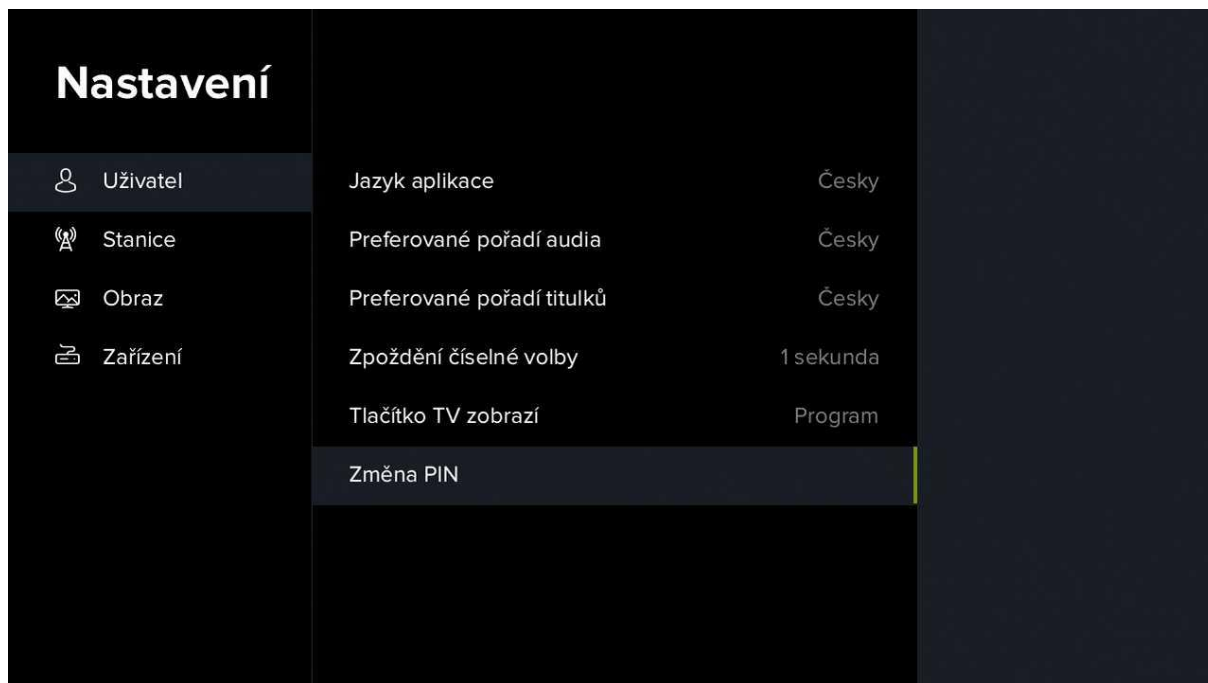 Nastavení
Uživatel
Stanice
Obraz
Zařízení
Jazyk aplikace Česky
Preferované pořadí audia Česky
Preferované pořadí titulků Česky
Zpoždění číselné volby 1 sekunda
Tlačítko TV zobrazí Program
Změna PIN